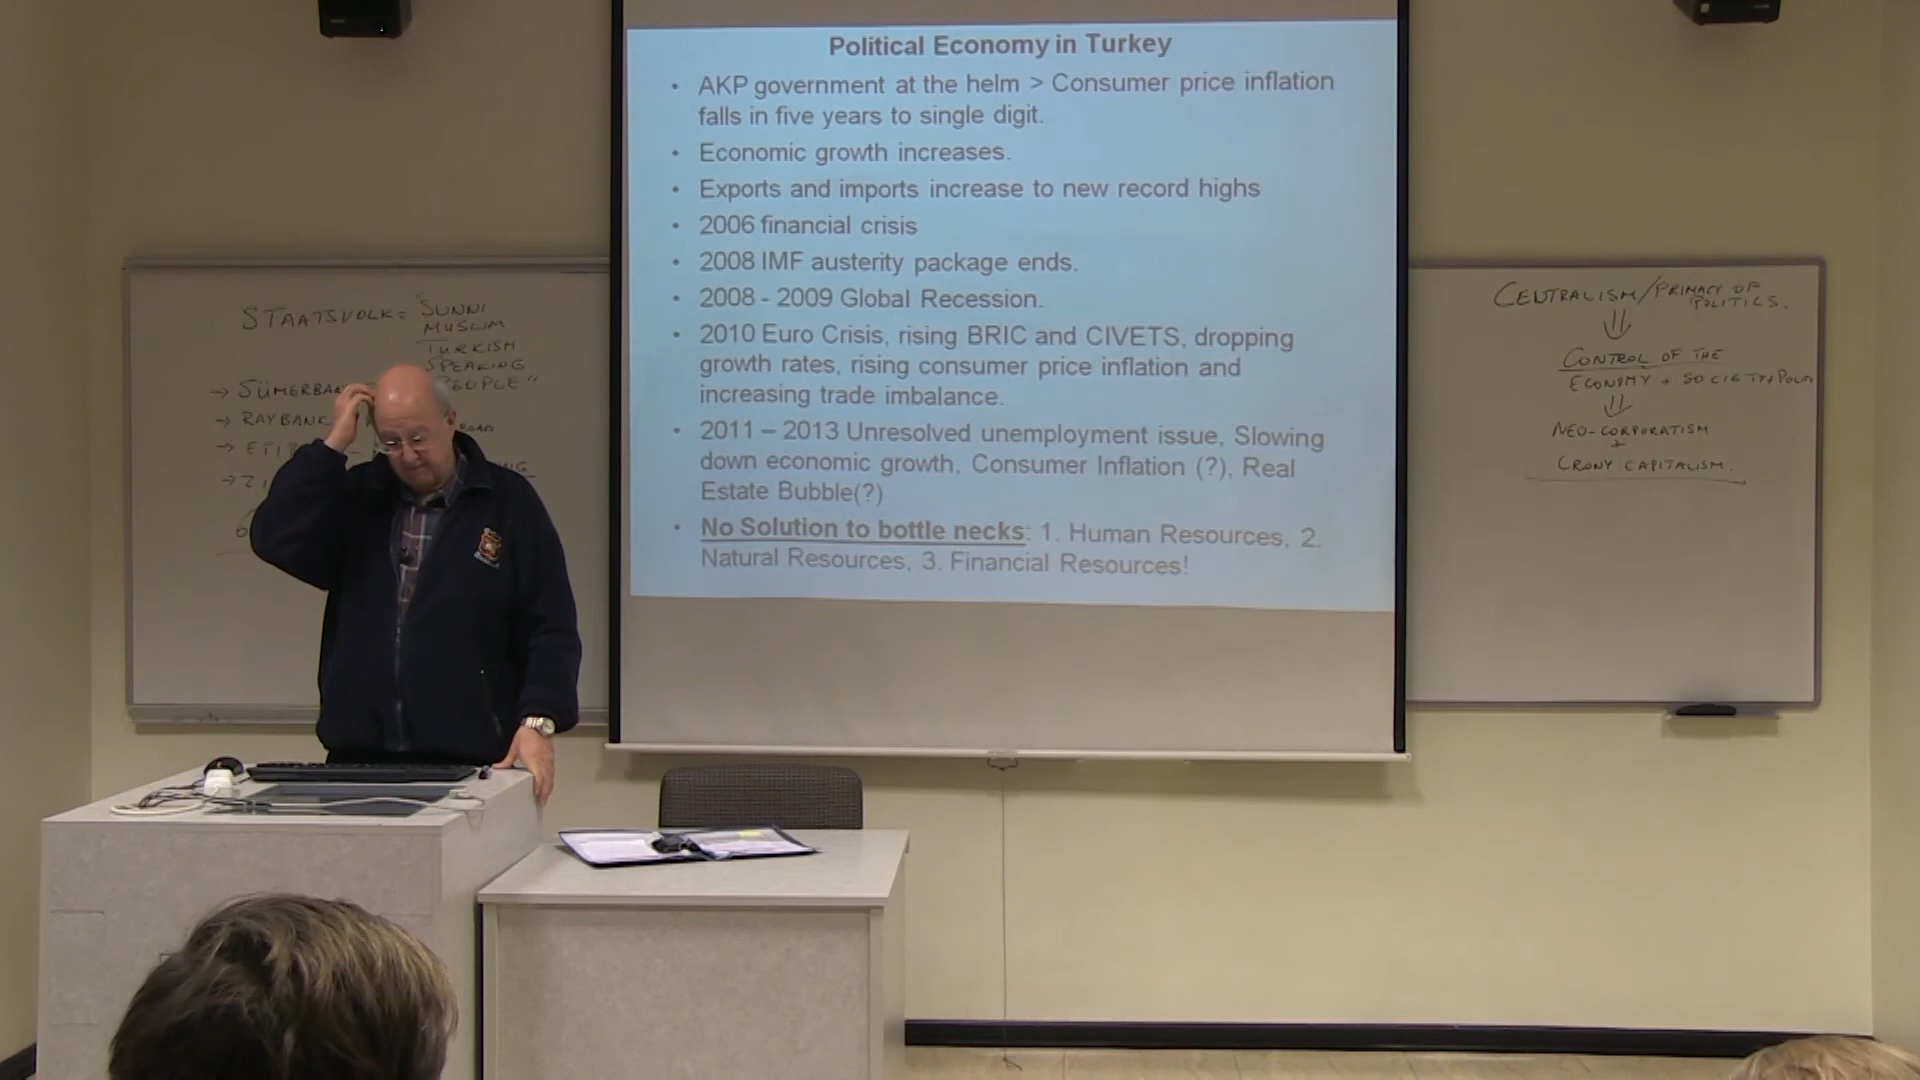 Political Economy in Turkey
• AKP government at the helm > Consumer price inflation
falls in five years to single digit.
• Economic growth increases.
• Exports and imports increase to new record highs
• 2006 financial crisis
• 2008 IMF austerity package ends.
• 2008 - 2009 Global Recession.
• 2010 Euro Crisis, rising BRIC and CIVETS, dropping
growth rates, rising consumer price inflation and
increasing trade imbalance.
• 2011 – 2013 Unresolved unemployment issue, Slowing
down economic growth, Consumer Inflation (?), Real
Estate Bubble(?)
• No Solution to bottle necks: 1. Human Resources, 2.
Natural Resources, 3. Financial Resources!
STAATSVOLK = "SUNNI
MUSLIM
TURKISH
SPEAKING
PEOPLE"
→ SÜMERBAN
→ RAYBANK
→ ETİ
CENTRALISM/PRIMACY OF
POLITICS.
⇓
CONTROL OF THE
ECONOMY + SOCIETY+POLITI
⇓
NEO-CORPORATISM
+
CRONY CAPITALISM.